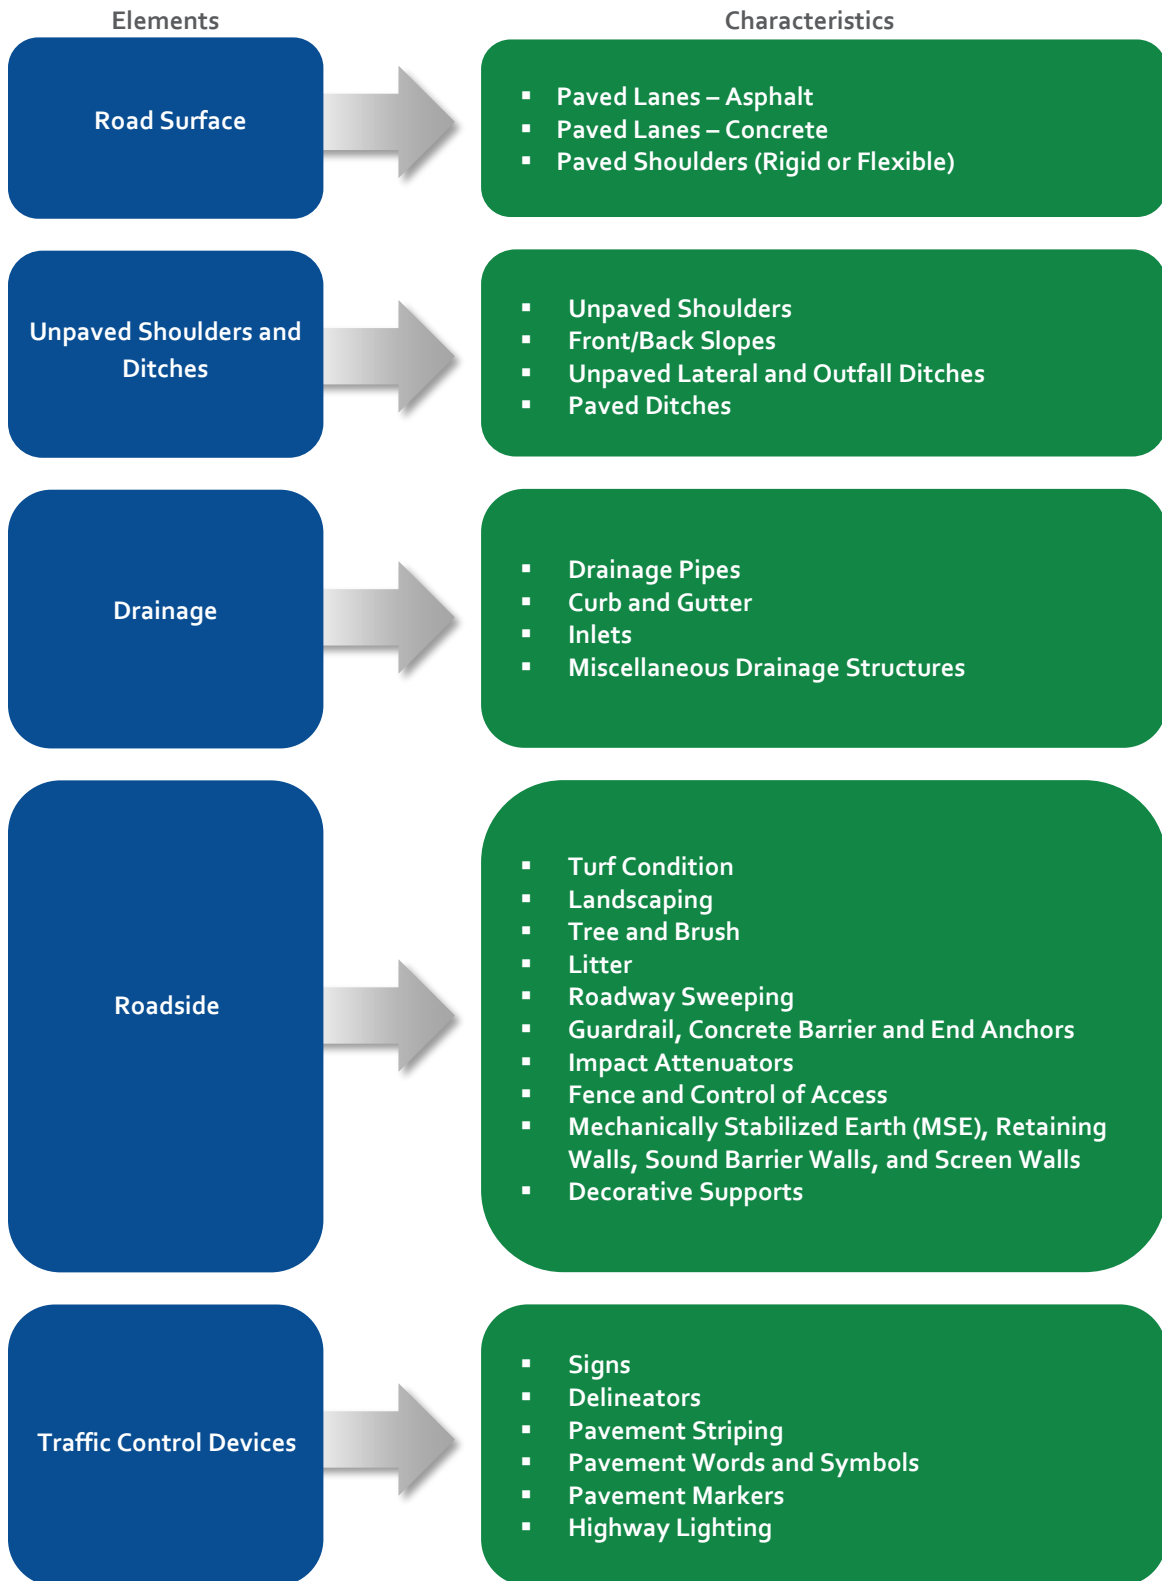 Elements
Characteristics
Road Surface
▪ Paved Lanes – Asphalt
▪ Paved Lanes – Concrete
▪ Paved Shoulders (Rigid or Flexible)
Unpaved Shoulders and
Ditches
▪ Unpaved Shoulders
▪ Front/Back Slopes
▪ Unpaved Lateral and Outfall Ditches
▪ Paved Ditches
Drainage
▪ Drainage Pipes
▪ Curb and Gutter
▪ Inlets
▪ Miscellaneous Drainage Structures
Roadside
▪ Turf Condition
▪ Landscaping
▪ Tree and Brush
▪ Litter
▪ Roadway Sweeping
▪ Guardrail, Concrete Barrier and End Anchors
▪ Impact Attenuators
▪ Fence and Control of Access
▪ Mechanically Stabilized Earth (MSE), Retaining
Walls, Sound Barrier Walls, and Screen Walls
▪ Decorative Supports
Traffic Control Devices
▪ Signs
▪ Delineators
▪ Pavement Striping
▪ Pavement Words and Symbols
▪ Pavement Markers
▪ Highway Lighting